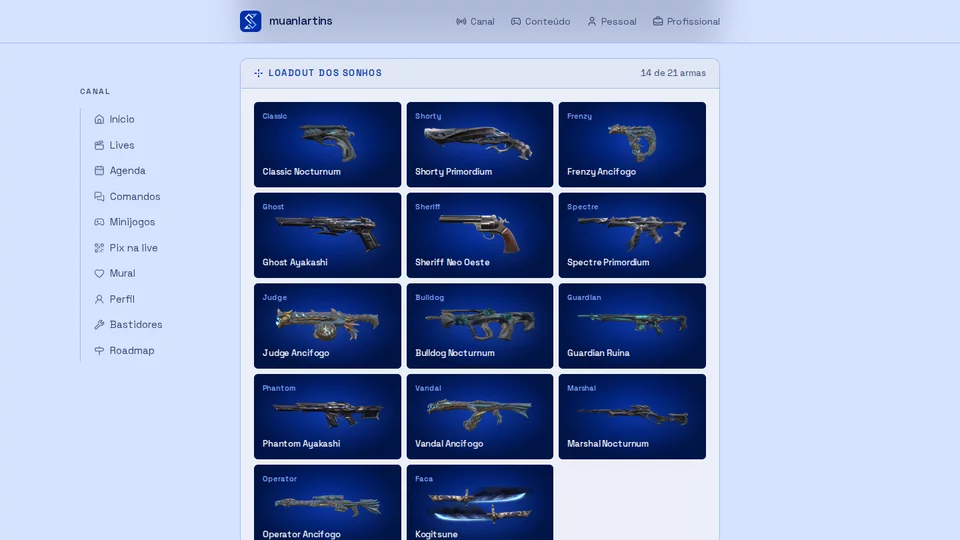 muanlartins
Canal
Conteúdo
Pessoal
Profissional
CANAL
Início
Lives
Agenda
Comandos
Minijogos
Pix na live
Mural
Perfil
Bastidores
Roadmap
LOADOUT DOS SONHOS
14 de 21 armas
Classic
Classic Nocturnum
Shorty
Shorty Primordium
Frenzy
Frenzy Ancifogo
Ghost
Ghost Ayakashi
Sheriff
Sheriff Neo Oeste
Spectre
Spectre Primordium
Judge
Judge Ancifogo
Bulldog
Bulldog Nocturnum
Guardian
Guardian Ruína
Phantom
Phantom Ayakashi
Vandal
Vandal Ancifogo
Marshal
Marshal Nocturnum
Operator
Operator Ancifogo
Faca
Kogitsune